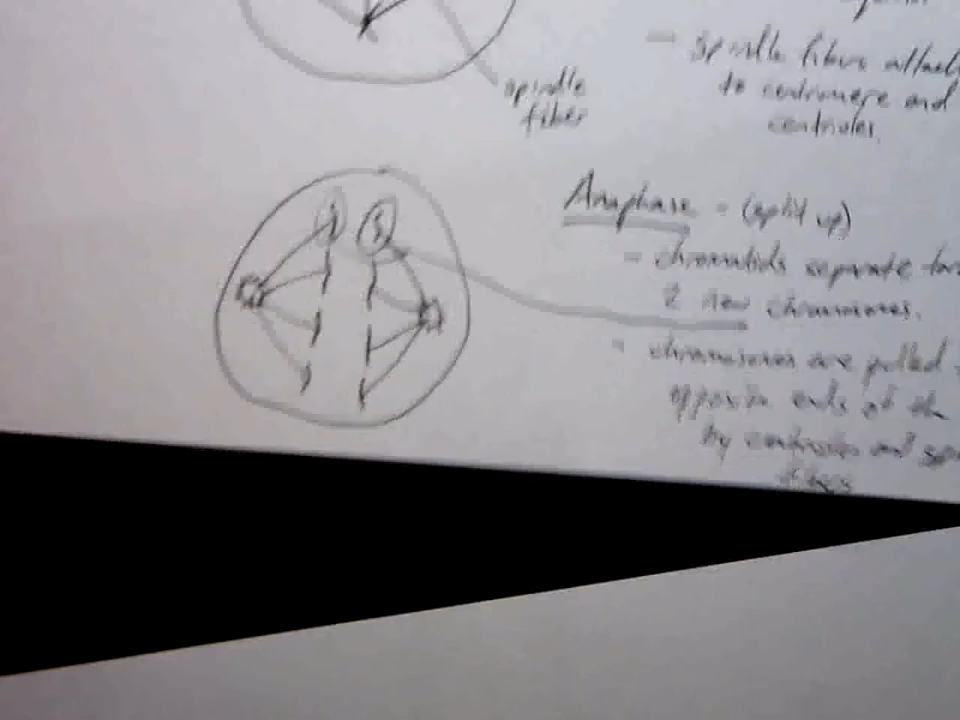 - spindle fibers attach
to centromere and
centrioles.
spindle
fiber
Anaphase - (split up)
- chromatids separate
2 new chromosomes.
- chromosomes are pulled
opposite ends of the
by centrioles and
fibers